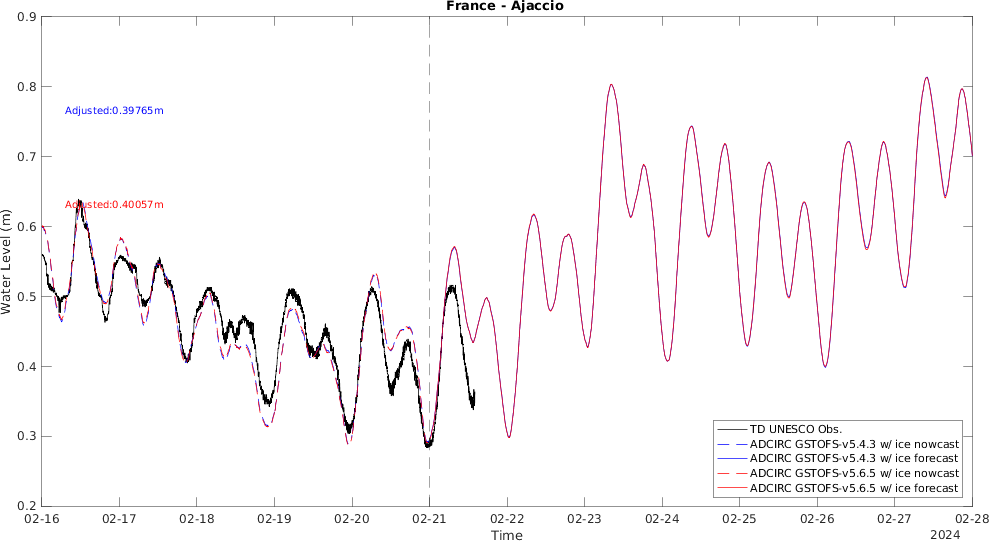 France - Ajaccio
0.9
0.8
0.7
0.6
0.5
0.4
0.3
0.2
Water Level (m)
Adjusted:0.39765m
Adjusted:0.40057m
TD UNESCO Obs.
ADCIRC GSTOFS-v5.4.3 w/ ice nowcast
ADCIRC GSTOFS-v5.4.3 w/ ice forecast
ADCIRC GSTOFS-v5.6.5 w/ ice nowcast
ADCIRC GSTOFS-v5.6.5 w/ ice forecast
02-16 02-17 02-18 02-19 02-20 02-21 02-22 02-23 02-24 02-25 02-26 02-27 02-28
Time
2024